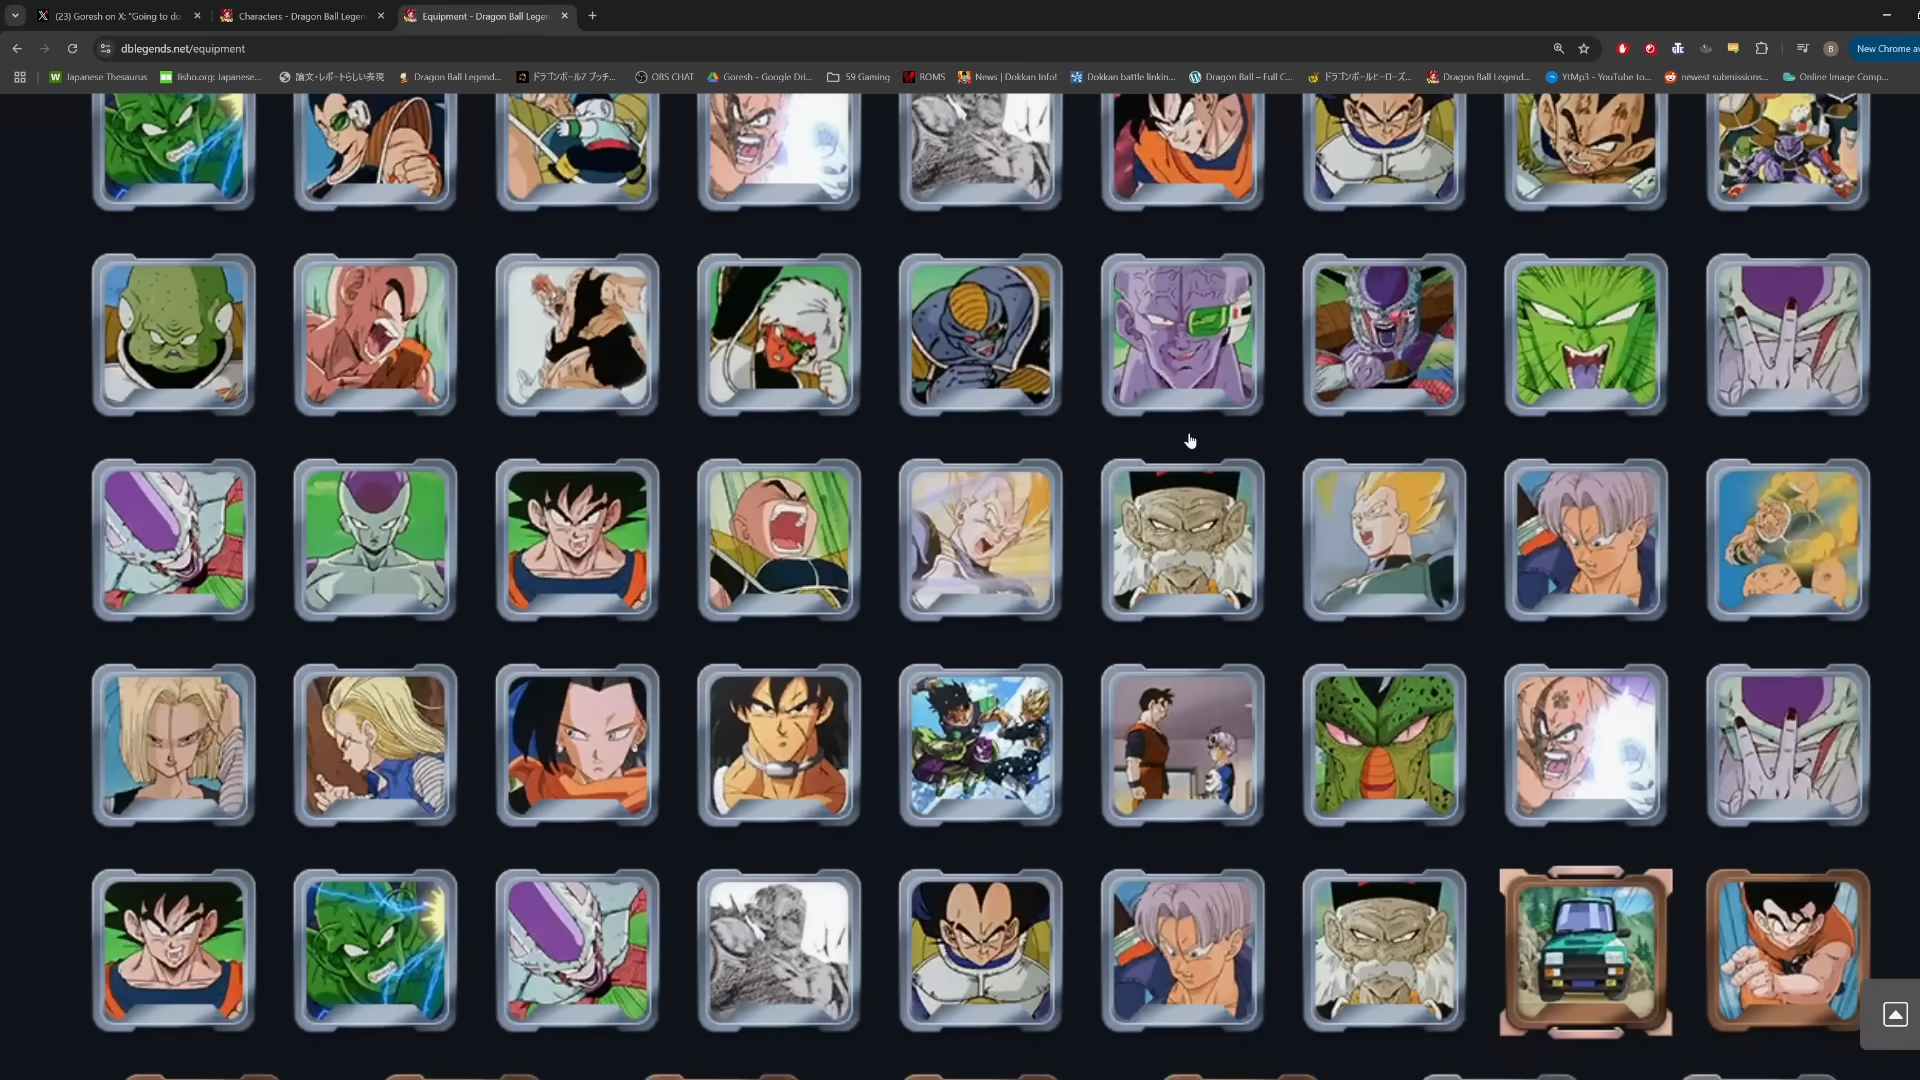 (23) Goresh on X: "Going to do
Characters - Dragon Ball Legen
Equipment - Dragon Ball Legen
dblegends.net/equipment
B
New Chrome av
Japanese Thesaurus
Jisho.org: Japanese...
論文・レポートらしい表現
Dragon Ball Legend...
ドラゴンボールZ ブッチ...
OBS CHAT
Goresh - Google Dri...
59 Gaming
ROMS
News | Dokkan Info!
Dokkan battle linkin...
Dragon Ball – Full C...
ドラゴンボールヒーローズ...
Dragon Ball Legend...
YtMp3 - YouTube to...
newest submissions...
Online Image Comp...